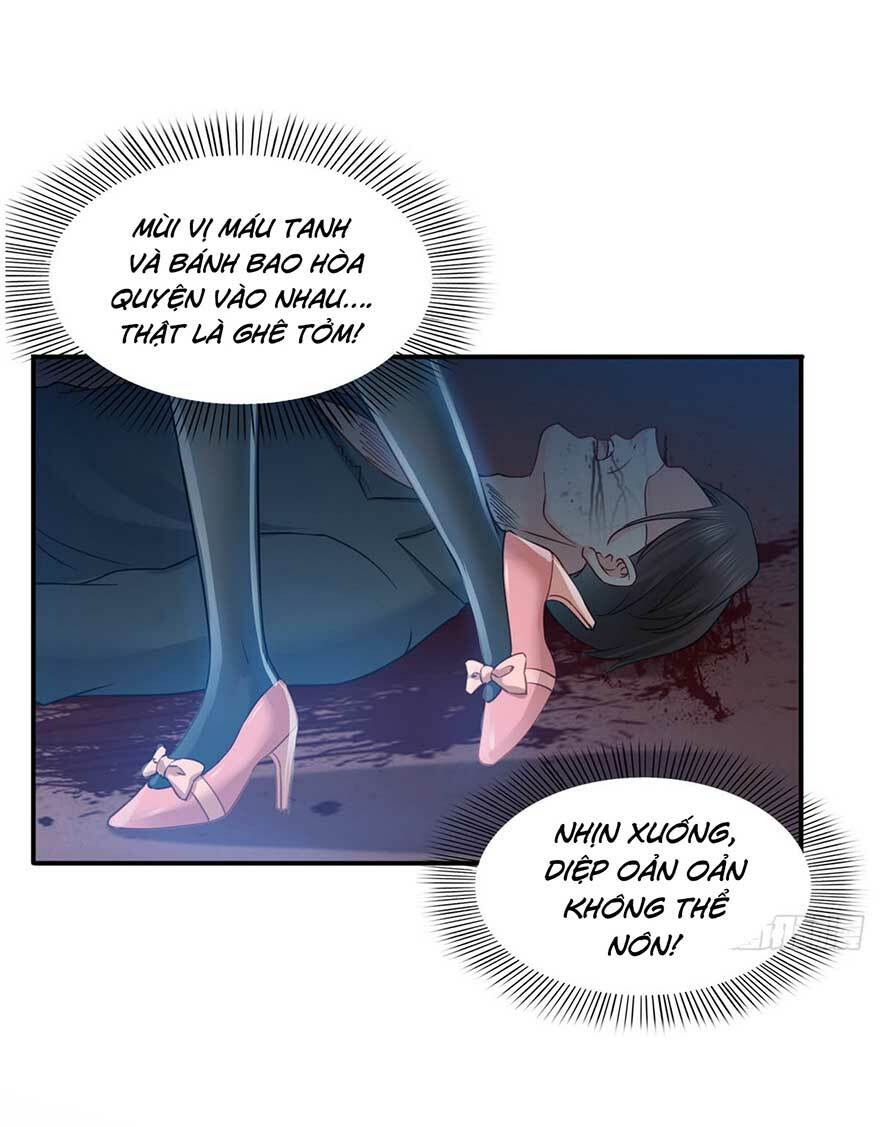 MÙI VỊ MÁU TANH
VÀ BÁNH BAO HÒA
QUYỆN VÀO NHAU....
THẬT LÀ GHÊ TỞM!
NHỊN XUỐNG,
DIỆP OẢN OẢN
KHÔNG THỂ
NÔN!